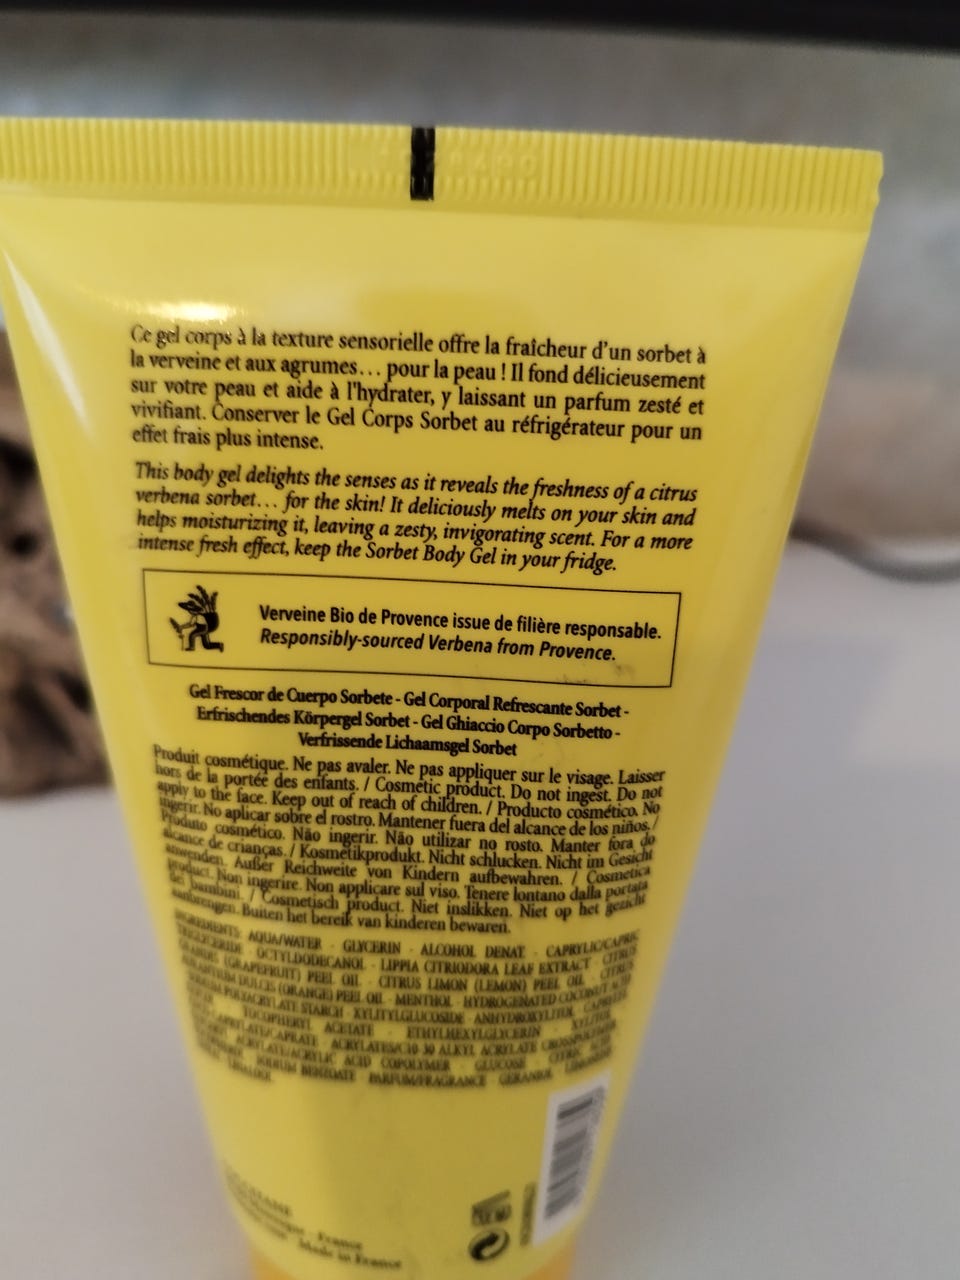 Ce gel corps à la texture sensorielle offre la fraîcheur d'un sorbet à
la verveine et aux agrumes... pour la peau ! Il fond délicieusement
sur votre peau et aide à l'hydrater, y laissant un parfum zesté et
vivifiant. Conserver le Gel Corps Sorbet au réfrigérateur pour un
effet frais plus intense.
This body gel delights the senses as it reveals the freshness of a citrus
verbena sorbet... for the skin! It deliciously melts on your skin and
helps moisturizing it, leaving a zesty, invigorating scent. For a more
intense fresh effect, keep the Sorbet Body Gel in your fridge.
Verveine Bio de Provence issue de filière responsable.
Responsibly-sourced Verbena from Provence.
Gel Frescor de Cuerpo Sorbete - Gel Corporal Refrescante Sorbet -
Erfrischendes Körpergel Sorbet - Gel Ghiaccio Corpo Sorbetto -
Verfrissende Lichaamsgel Sorbet
Produit cosmétique. Ne pas avaler. Ne pas appliquer sur le visage. Laisser
hors de la portée des enfants. / Cosmetic product. Do not ingest. Do not
apply to the face. Keep out of reach of children. / Producto cosmético. No
ingerir. No aplicar sobre el rostro. Mantener fuera del alcance de los niños. /
Produto cosmético. Não ingerir. Não utilizar no rosto. Manter fora do
alcance de crianças. / Kosmetikprodukt. Nicht schlucken. Nicht im Gesicht
anwenden. Außer Reichweite von Kindern aufbewahren. / Cosmetica
product. Non ingerire. Non applicare sul viso. Tenere lontano dalla portata
dei bambini. / Cosmetisch product. Niet inslikken. Niet op het gezicht
aanbrengen. Buiten het bereik van kinderen bewaren.
INGREDIENTS: AQUA/WATER · GLYCERIN · ALCOHOL DENAT. · CAPRYLIC/CAPRIC
TRIGLYCERIDE · OCTYLDODECANOL · LIPPIA CITRIODORA LEAF EXTRACT · CITRUS
GRANDIS (GRAPEFRUIT) PEEL OIL · CITRUS LIMON (LEMON) PEEL OIL · CITRUS
AURANTIUM DULCIS (ORANGE) PEEL OIL · MENTHOL · HYDROGENATED COCONUT ACID
SODIUM POLYACRYLATE STARCH · XYLITYLGLUCOSIDE · ANHYDROXYLITOL · CAPRYLYL
TOCOPHERYL ACETATE · ETHYLHEXYLGLYCERIN · XYLITOL
CAPRYLATE/CAPRATE · ACRYLATES/C10-30 ALKYL ACRYLATE CROSSPOLYMER
ACRYLATE/ACRYLIC ACID COPOLYMER · GLUCOSE · CITRIC ACID
SODIUM BENZOATE · PARFUM/FRAGRANCE · GERANIOL · LIMONENE
LINALOOL
France
Made in France